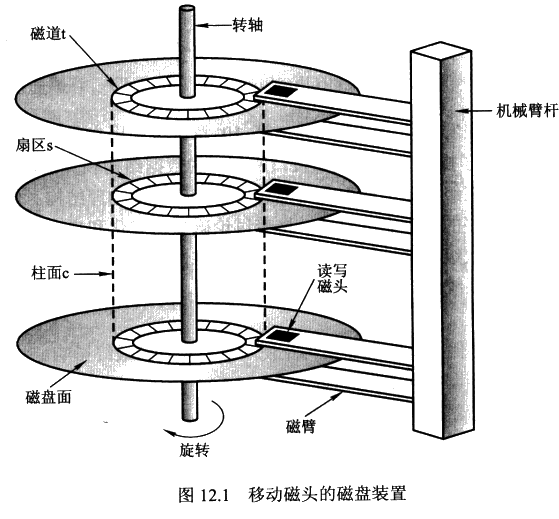 磁道t
转轴
机械臂杆
扇区s
柱面c
读写
磁头
磁盘面
磁臂
旋转
图 12.1 移动磁头的磁盘装置